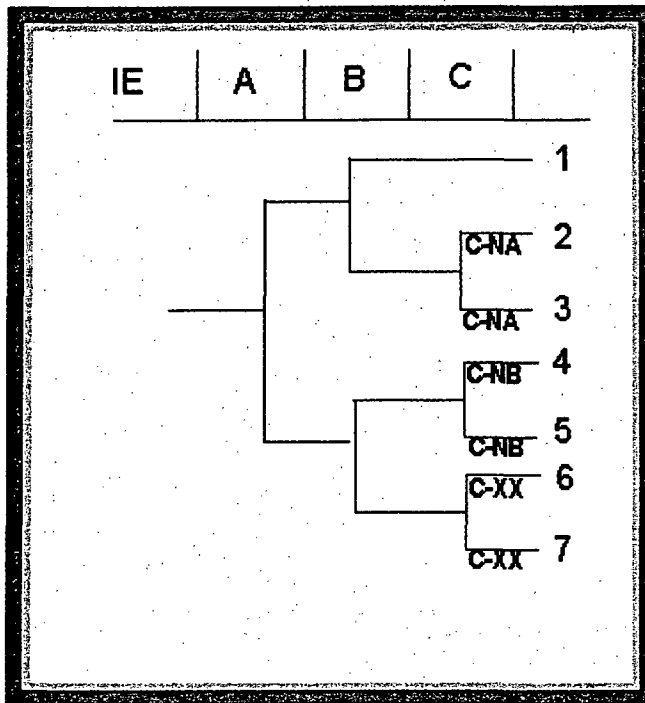 IE A B C
1
C-NA 2
C-NA 3
C-NB 4
C-NB 5
C-XX 6
C-XX 7